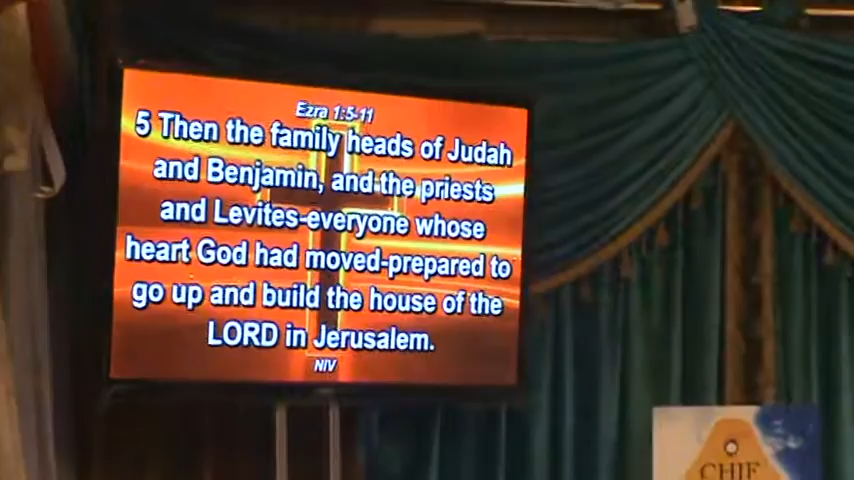 Ezra 1:5-11
5 Then the family heads of Judah
and Benjamin, and the priests
and Levites-everyone whose
heart God had moved-prepared to
go up and build the house of the
LORD in Jerusalem.
NIV
CHIF